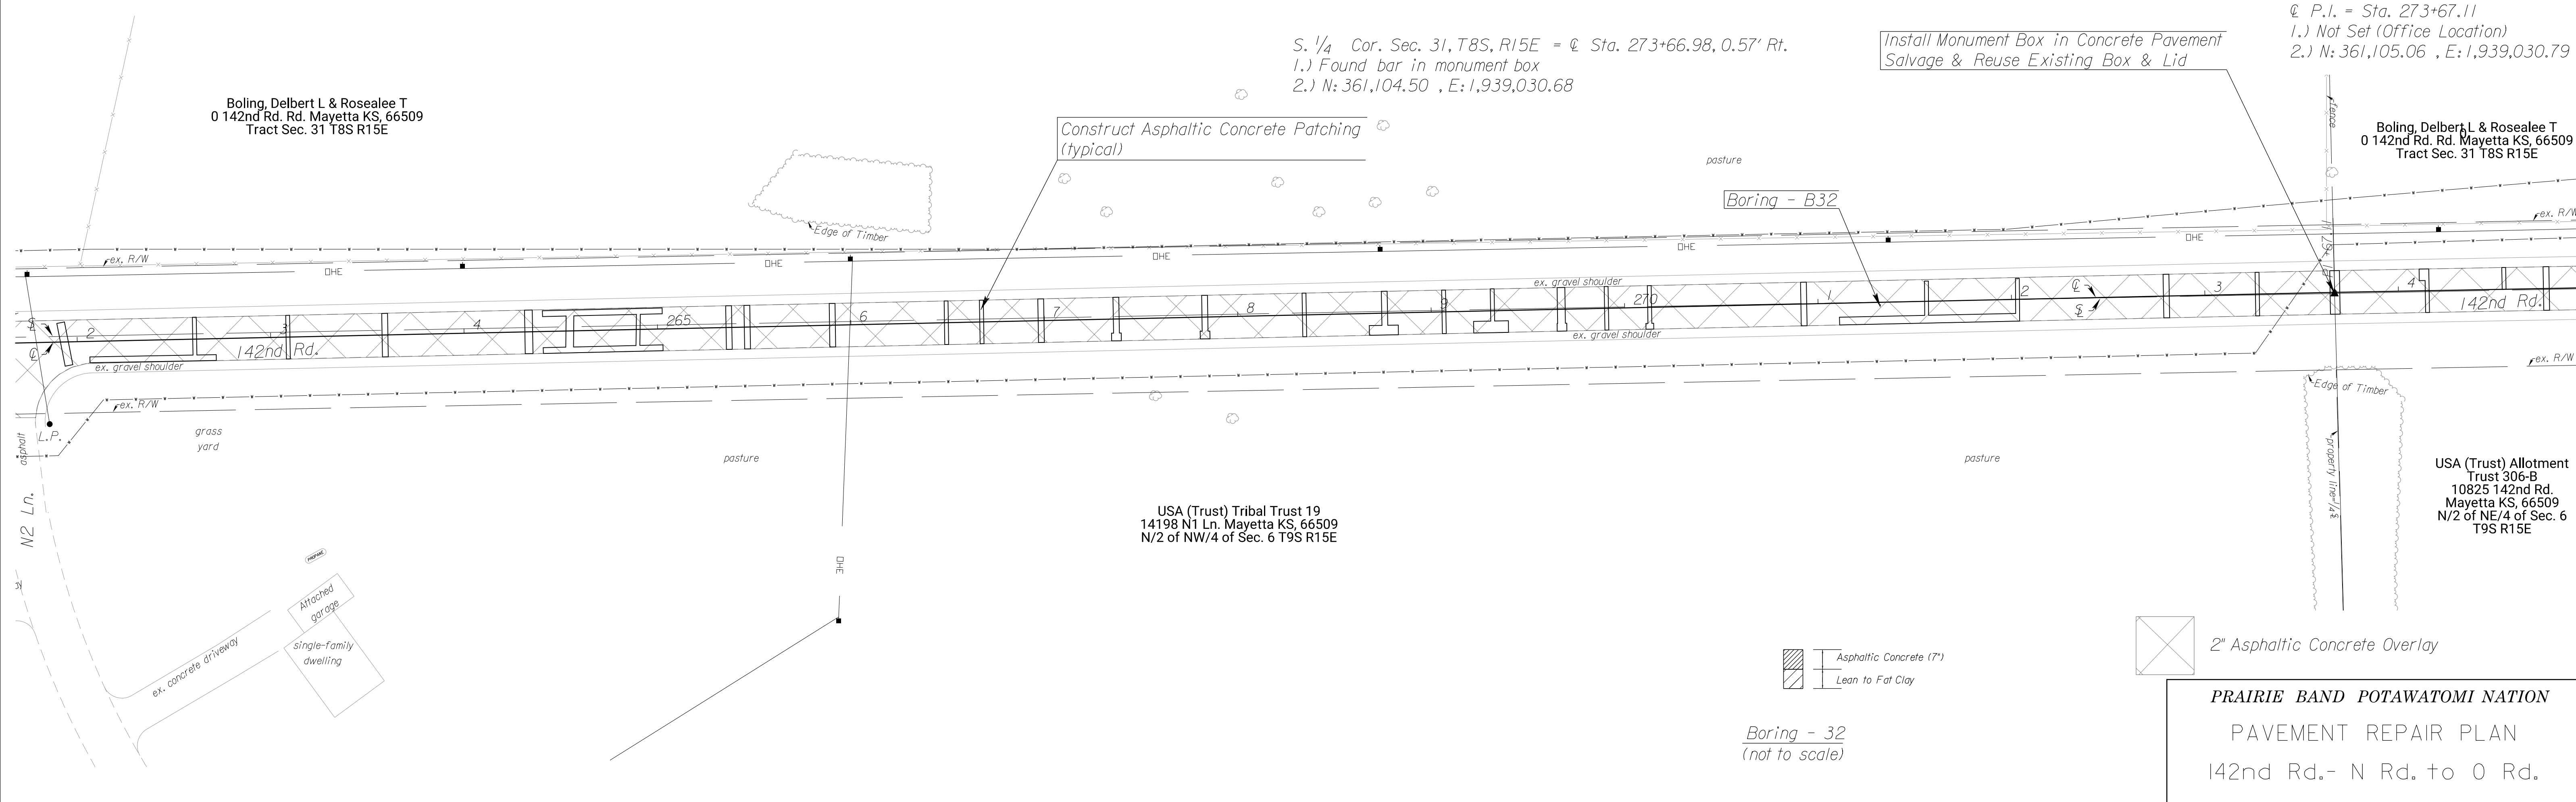 ℄ P.I. = Sta. 273+67.11
1.) Not Set (Office Location)
2.) N: 361,105.06 , E: 1,939,030.79
S. 1/4 Cor. Sec. 31, T8S, R15E = ℄ Sta. 273+66.98, 0.57' Rt.
1.) Found bar in monument box
2.) N: 361,104.50 , E: 1,939,030.68
Install Monument Box in Concrete Pavement
Salvage & Reuse Existing Box & Lid
Boling, Delbert L & Rosealee T
0 142nd Rd. Rd. Mayetta KS, 66509
Tract Sec. 31 T8S R15E
Construct Asphaltic Concrete Patching
(typical)
fence
Boling, Delbert L & Rosealee T
0 142nd Rd. Rd. Mayetta KS, 66509
Tract Sec. 31 T8S R15E
pasture
Boring - B32
Edge of Timber
ex. R/W
ex. R/W
OHE
OHE
OHE
OHE
OHE
ex. gravel shoulder
2
3
4
265
6
7
8
9
270
1
2
3
4
℄
℄
142nd Rd.
142nd Rd.
ex. gravel shoulder
ex. gravel shoulder
ex. R/W
ex. R/W
Edge of Timber
L.P.
asphalt
grass
yard
pasture
pasture
property line
N2 Ln.
USA (Trust) Tribal Trust 19
14198 N1 Ln. Mayetta KS, 66509
N/2 of NW/4 of Sec. 6 T9S R15E
USA (Trust) Allotment
Trust 306-B
10825 142nd Rd.
Mayetta KS, 66509
N/2 of NE/4 of Sec. 6
T9S R15E
OHE
PROPANE
Attached
garage
single-family
dwelling
ex. concrete driveway
Asphaltic Concrete (7")
Lean to Fat Clay
Boring - 32
(not to scale)
2" Asphaltic Concrete Overlay
PRAIRIE BAND POTAWATOMI NATION
PAVEMENT REPAIR PLAN
142nd Rd.- N Rd. to O Rd.